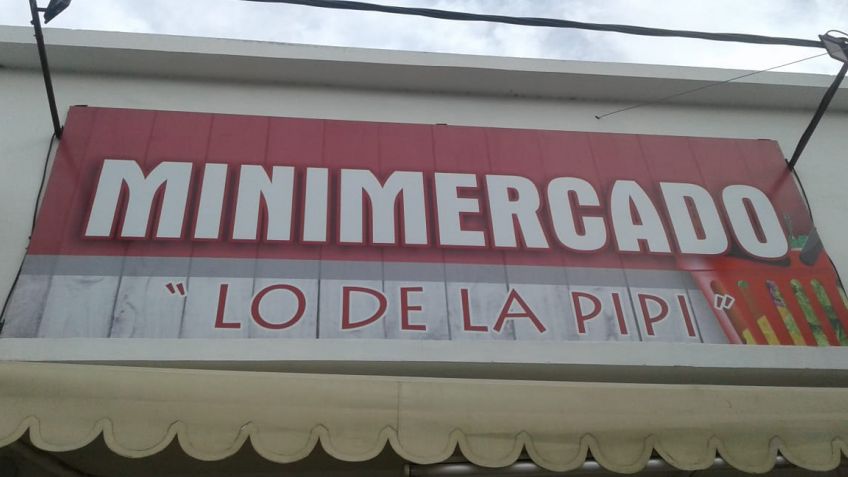 MINIMERCADO
"LO DE LA PIPI"